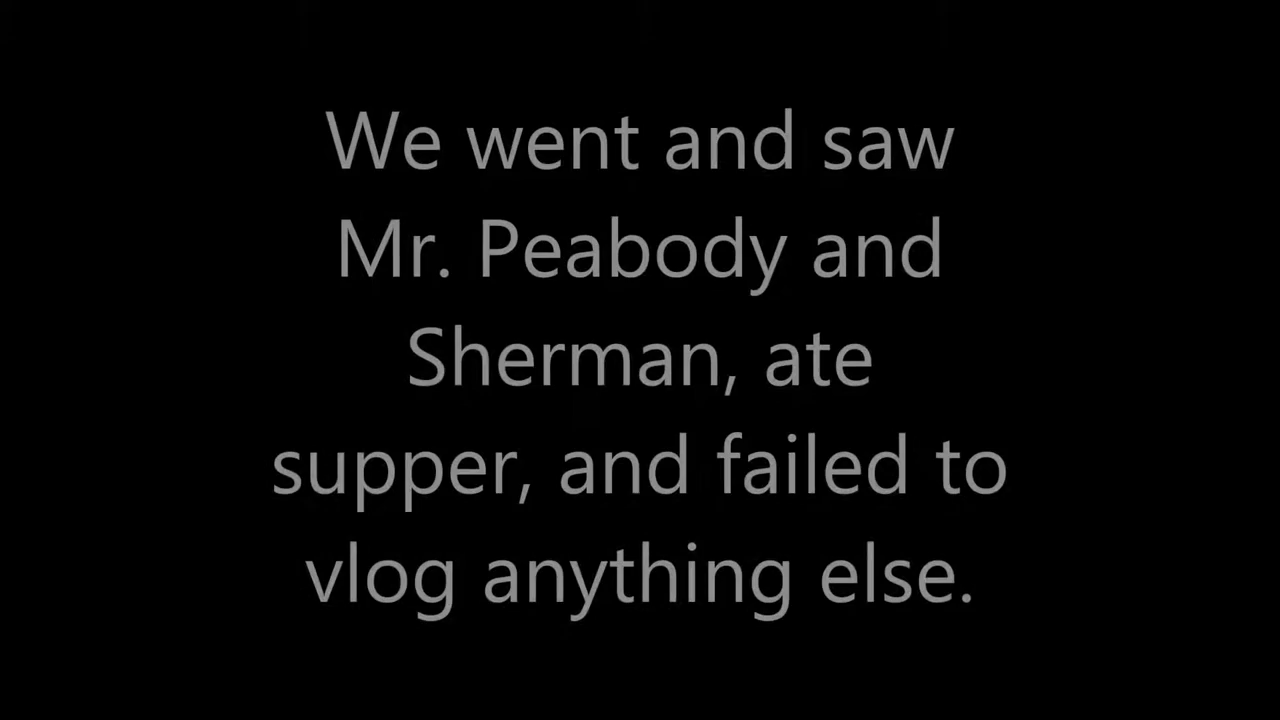 We went and saw
Mr. Peabody and
Sherman, ate
supper, and failed to
vlog anything else.